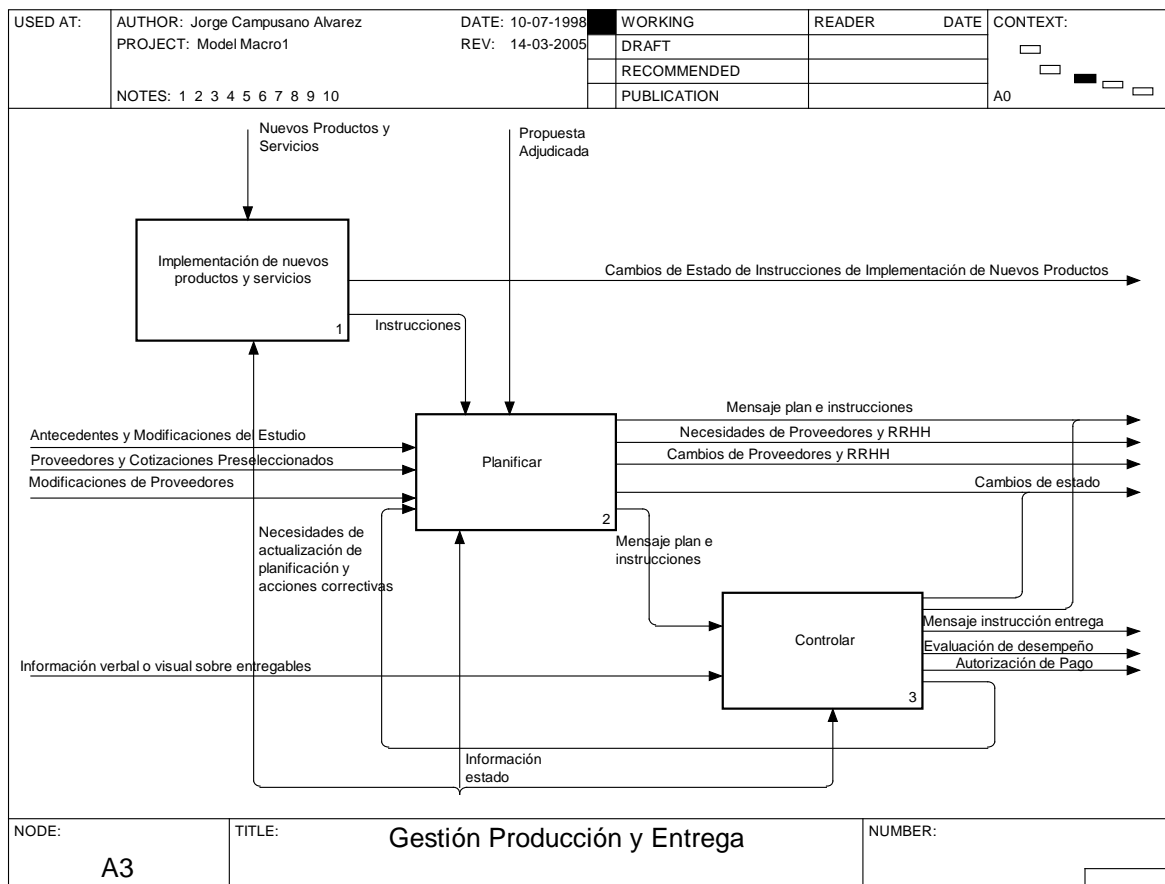 USED AT:
AUTHOR: Jorge Campusano Alvarez
DATE: 10-07-1998
WORKING
READER
DATE
CONTEXT:
PROJECT: Model Macro1
REV: 14-03-2005
DRAFT
RECOMMENDED
NOTES: 1 2 3 4 5 6 7 8 9 10
PUBLICATION
A0
Nuevos Productos y
Servicios
Propuesta
Adjudicada
Implementación de nuevos
productos y servicios
1
Cambios de Estado de Instrucciones de Implementación de Nuevos Productos
Instrucciones
Mensaje plan e instrucciones
Antecedentes y Modificaciones del Estudio
Necesidades de Proveedores y RRHH
Proveedores y Cotizaciones Preseleccionados
Planificar
Cambios de Proveedores y RRHH
Modificaciones de Proveedores
Cambios de estado
2
Necesidades de
actualización de
planificación y
acciones correctivas
Mensaje plan e
instrucciones
Mensaje instrucción entrega
Controlar
Evaluación de desempeño
Información verbal o visual sobre entregables
Autorización de Pago
3
Información
estado
NODE:
TITLE:
Gestión Producción y Entrega
NUMBER:
A3